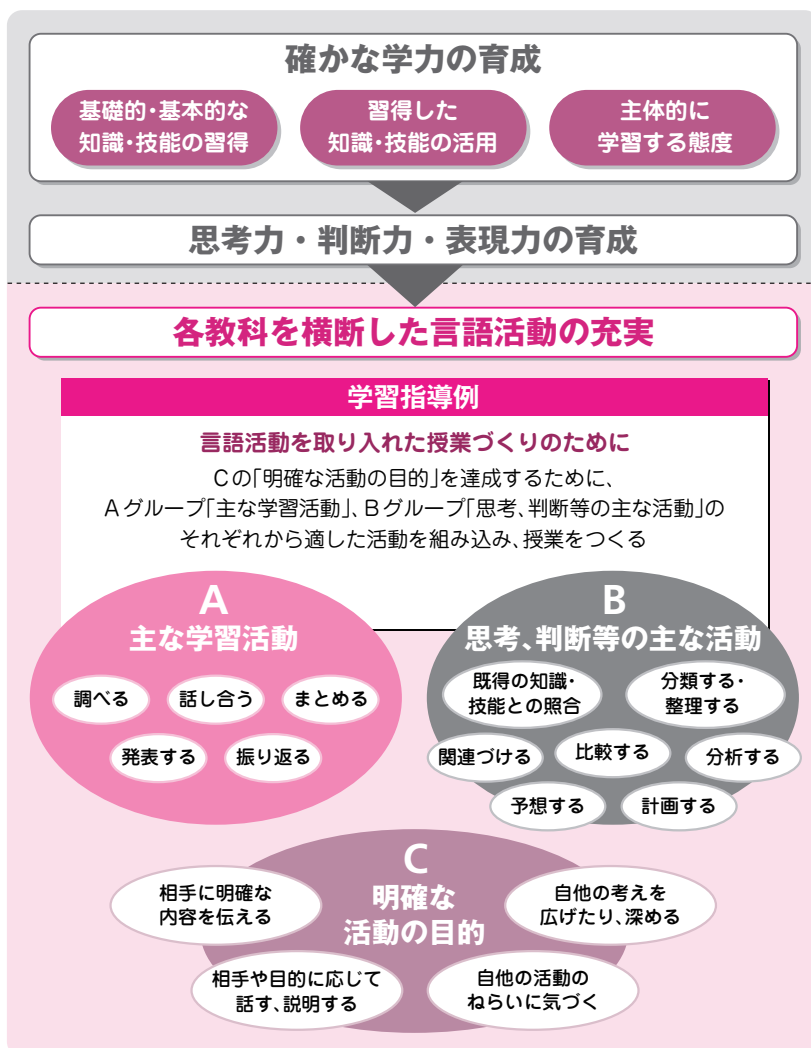 確かな学力の育成
基礎的・基本的な
知識・技能の習得
習得した
知識・技能の活用
主体的に
学習する態度
思考力・判断力・表現力の育成
各教科を横断した言語活動の充実
学習指導例
言語活動を取り入れた授業づくりのために
Cの「明確な活動の目的」を達成するために、
Aグループ「主な学習活動」、Bグループ「思考、判断等の主な活動」の
それぞれから適した活動を組み込み、授業をつくる
A
主な学習活動
調べる
話し合う
まとめる
発表する
振り返る
B
思考、判断等の主な活動
既得の知識・
技能との照合
分類する・
整理する
関連づける
比較する
分析する
予想する
計画する
C
明確な
活動の目的
相手に明確な
内容を伝える
自他の考えを
広げたり、深める
相手や目的に応じて
話す、説明する
自他の活動の
ねらいに気づく